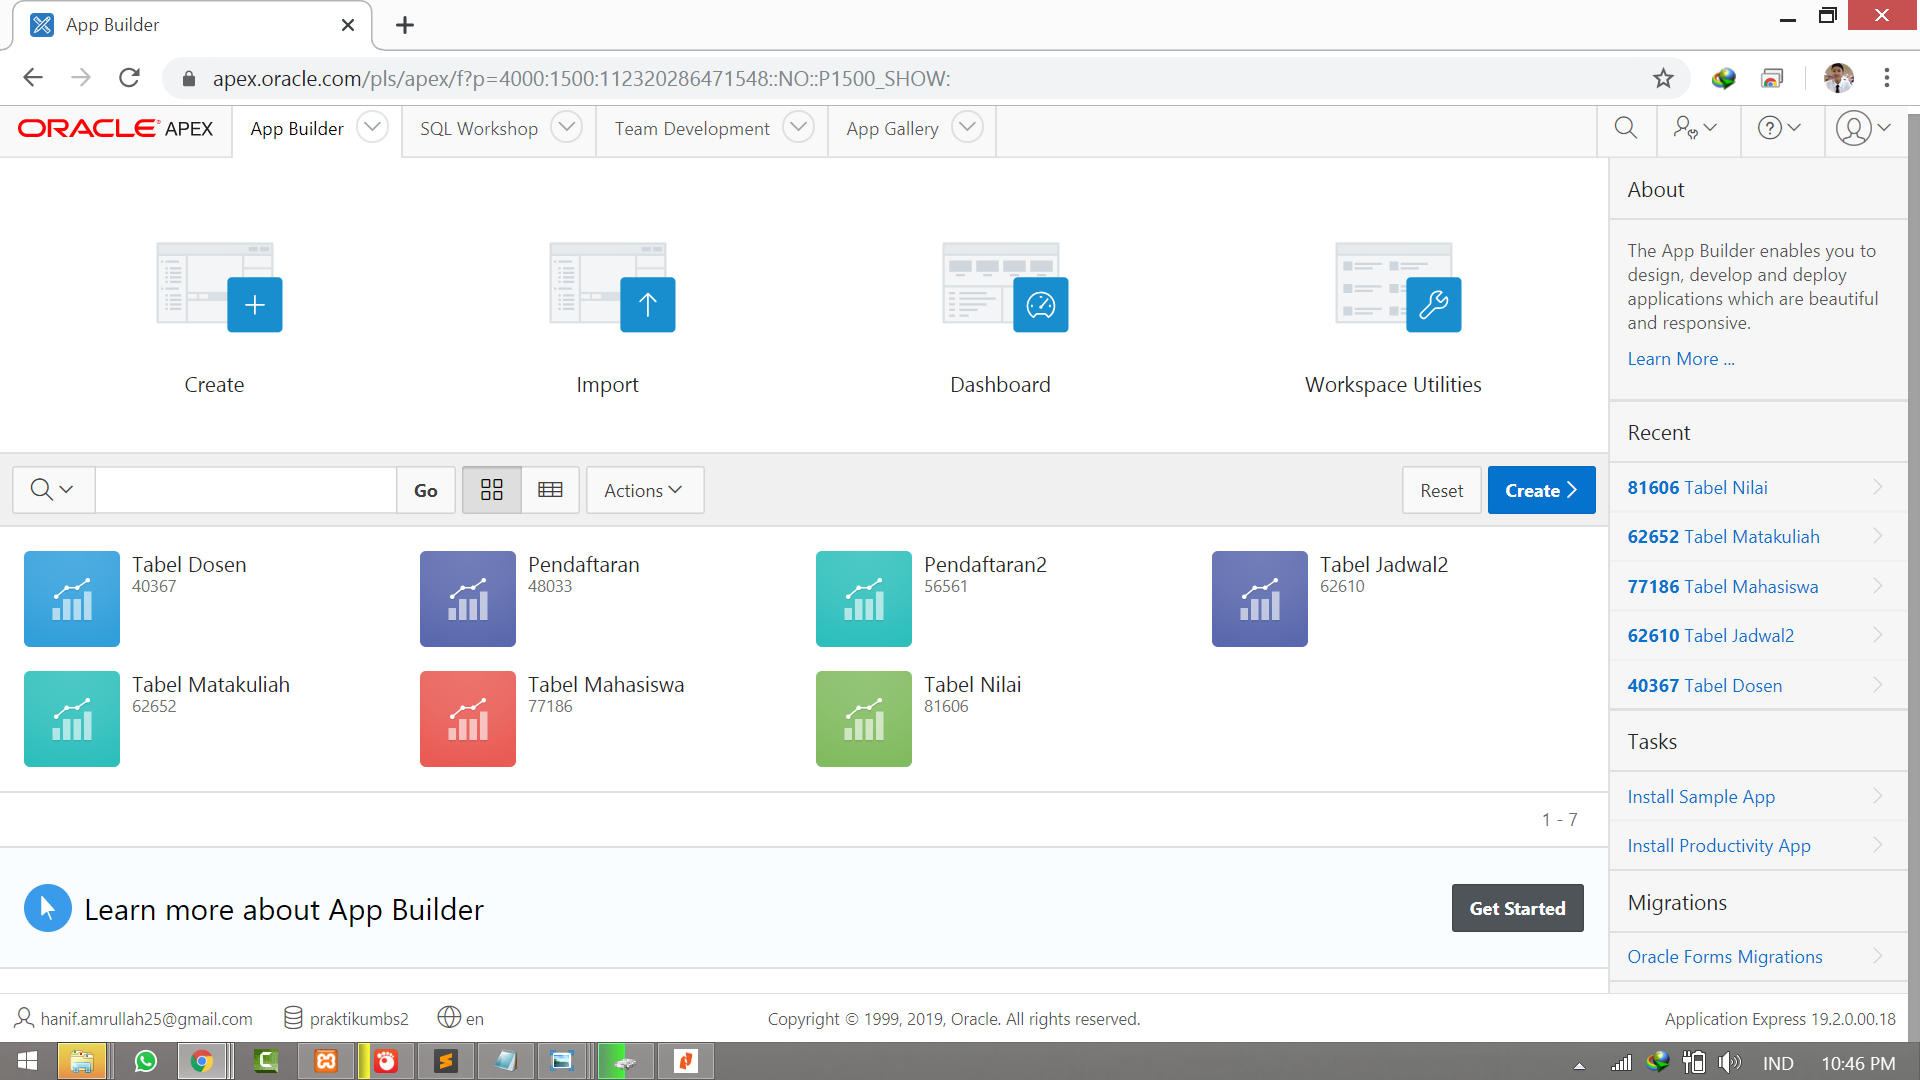 App Builder
apex.oracle.com/pls/apex/f?p=4000:1500:112320286471548::NO::P1500_SHOW:
ORACLE APEX App Builder SQL Workshop Team Development App Gallery
Create
Import
Dashboard
Workspace Utilities
Go
Actions
Reset
Create
Tabel Dosen
40367
Pendaftaran
48033
Pendaftaran2
56561
Tabel Jadwal2
62610
Tabel Matakuliah
62652
Tabel Mahasiswa
77186
Tabel Nilai
81606
1 - 7
Learn more about App Builder
Get Started
About
The App Builder enables you to
design, develop and deploy
applications which are beautiful
and responsive.
Learn More ...
Recent
81606 Tabel Nilai
62652 Tabel Matakuliah
77186 Tabel Mahasiswa
62610 Tabel Jadwal2
40367 Tabel Dosen
Tasks
Install Sample App
Install Productivity App
Migrations
Oracle Forms Migrations
hanif.amrullah25@gmail.com praktikumbs2 en
Copyright © 1999, 2019, Oracle. All rights reserved.
Application Express 19.2.0.00.18
IND 10:46 PM